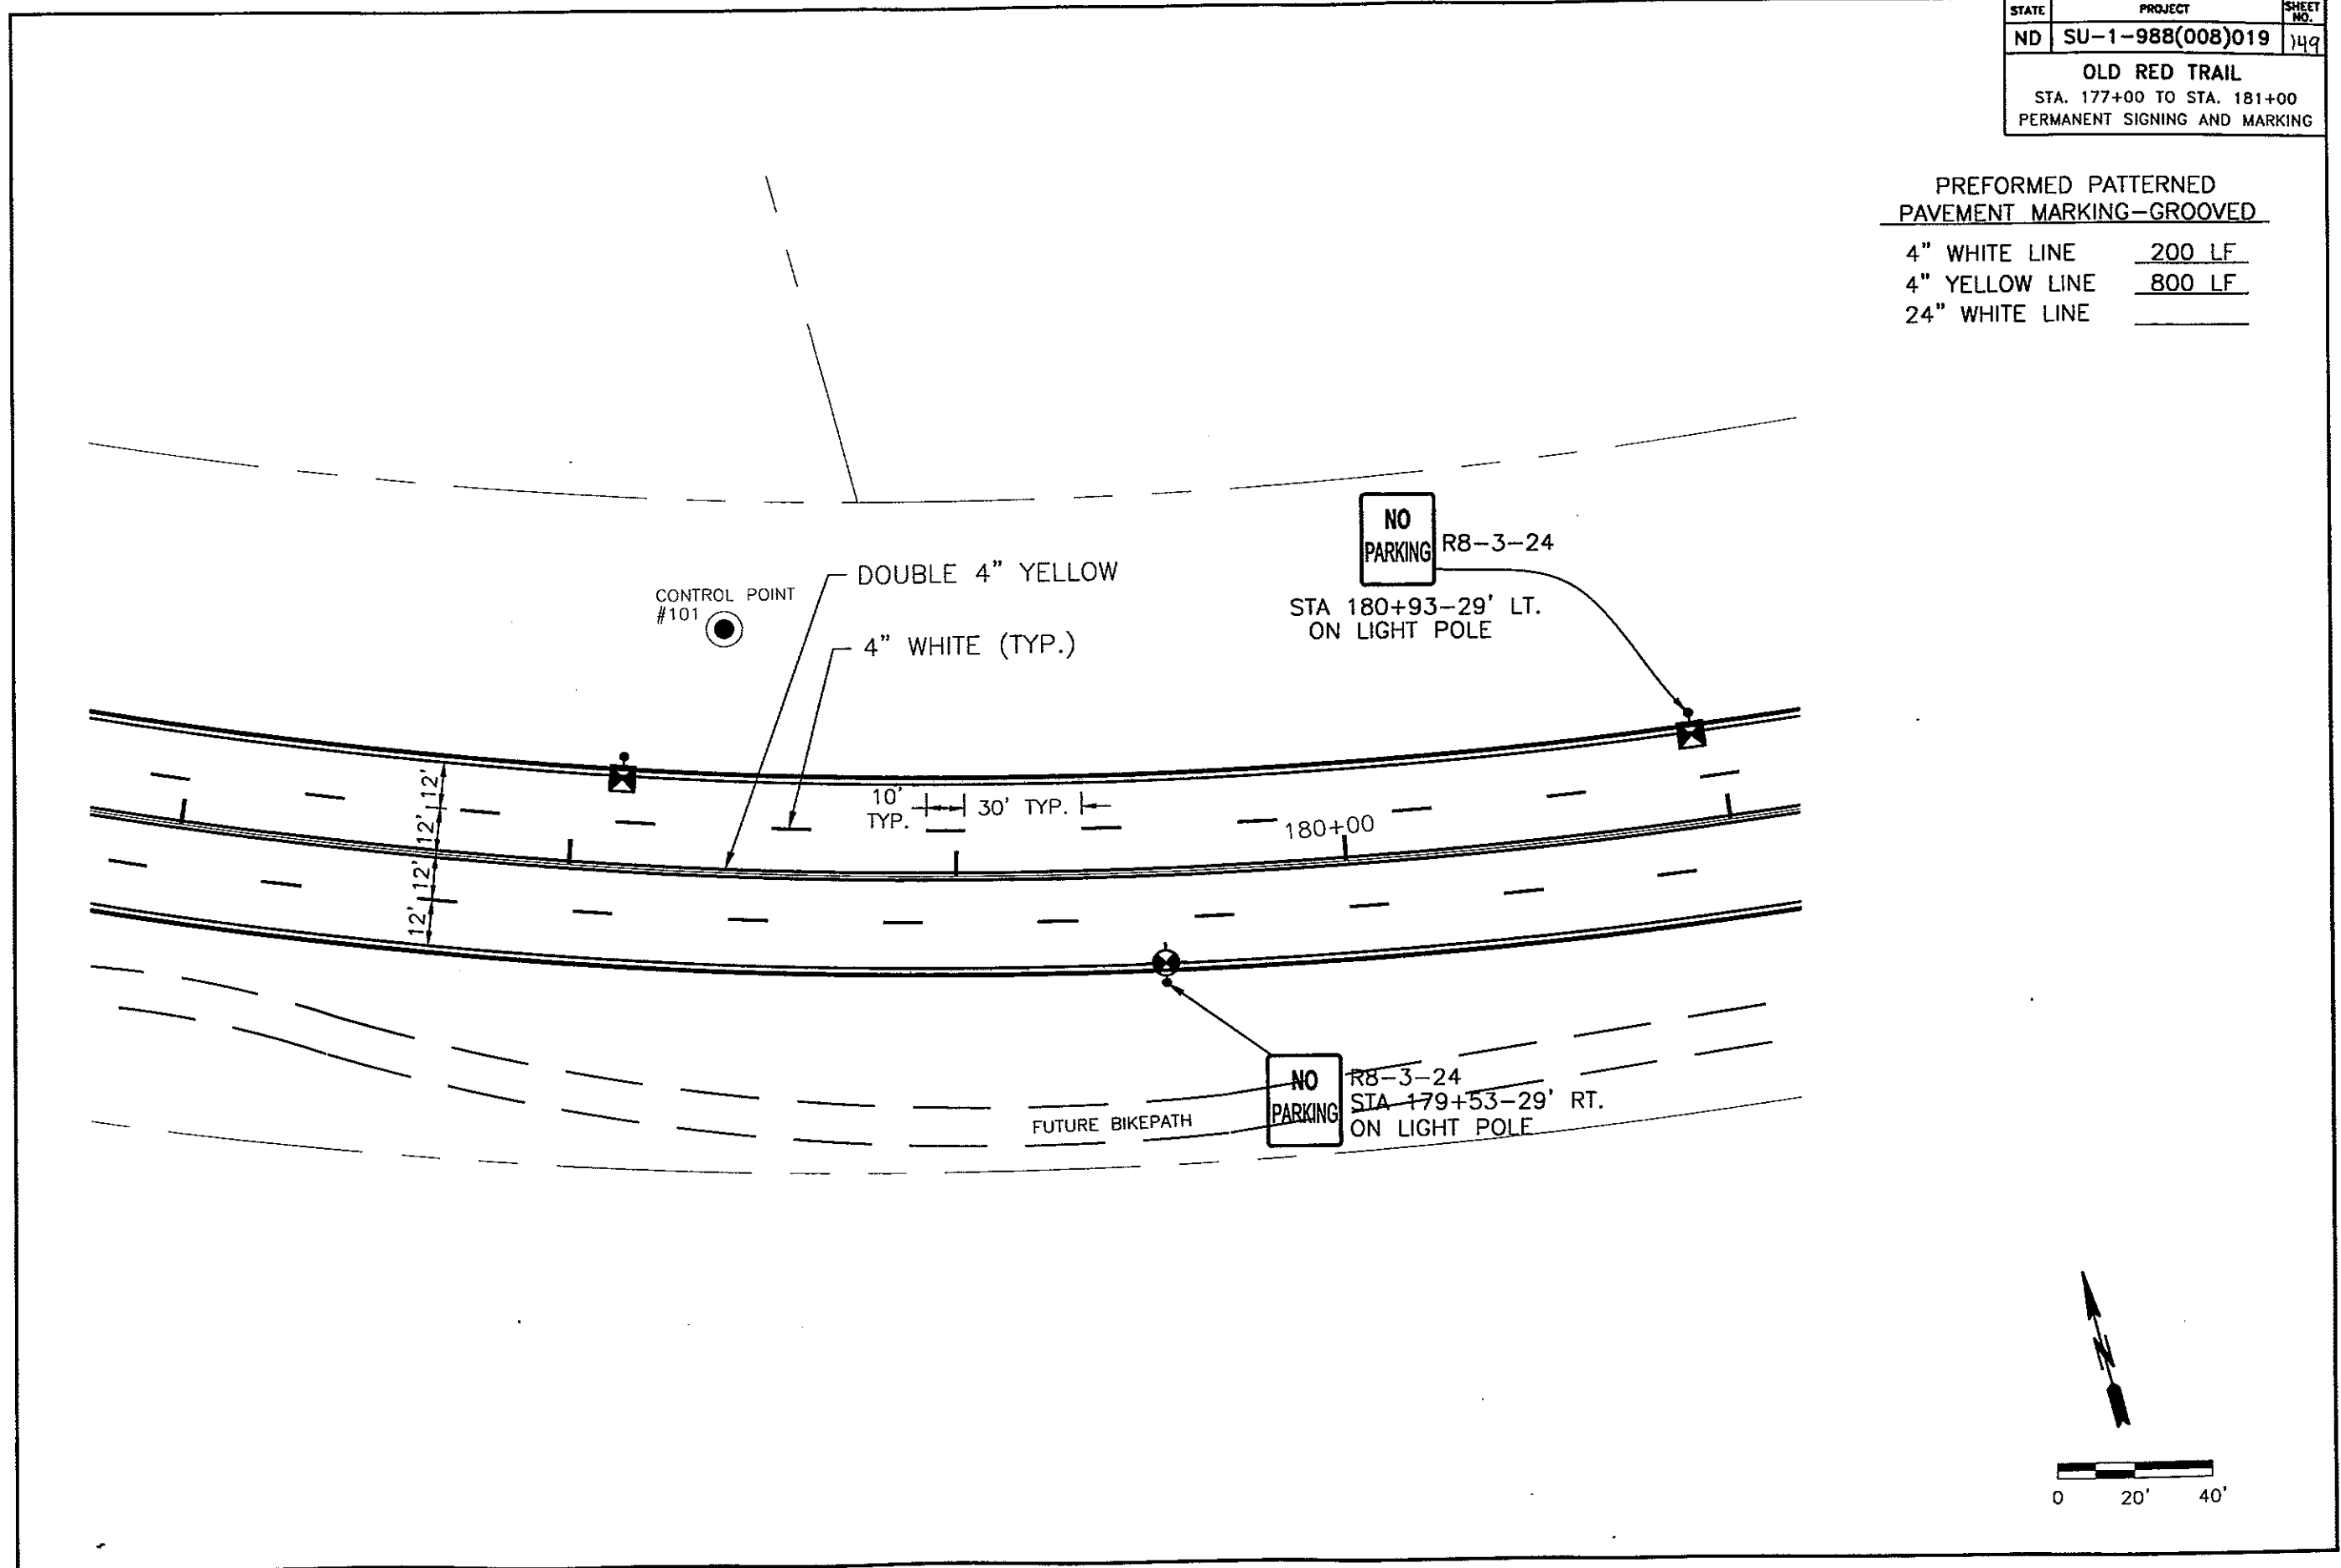 STATE PROJECT SHEET NO.
ND SU-1-988(008)019 149
OLD RED TRAIL
STA. 177+00 TO STA. 181+00
PERMANENT SIGNING AND MARKING
PREFORMED PATTERNED
PAVEMENT MARKING-GROOVED
4" WHITE LINE 200 LF
4" YELLOW LINE 800 LF
24" WHITE LINE
NO
PARKING
R8-3-24
STA 180+93-29' LT.
ON LIGHT POLE
DOUBLE 4" YELLOW
CONTROL POINT
#101
4" WHITE (TYP.)
12'
12'
12'
12'
10'
TYP.
30' TYP.
180+00
NO
PARKING
R8-3-24
STA 179+53-29' RT.
ON LIGHT POLE
FUTURE BIKEPATH
N
0 20' 40'